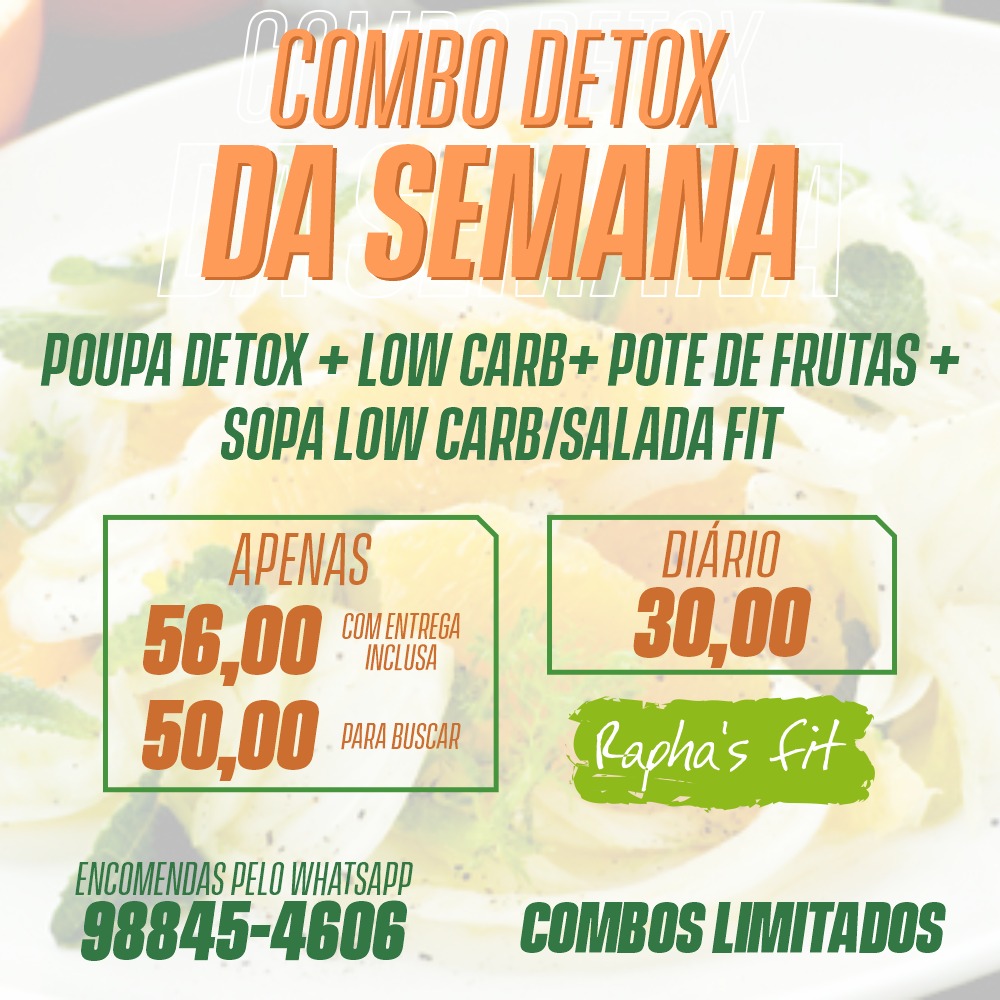 COMBO DETOX
DA SEMANA
POUPA DETOX + LOW CARB+ POTE DE FRUTAS +
SOPA LOW CARB/SALADA FIT
APENAS
56,00 COM ENTREGA
INCLUSA
50,00 PARA BUSCAR
DIÁRIO
30,00
Rapha's fit
ENCOMENDAS PELO WHATSAPP
98845-4606
COMBOS LIMITADOS